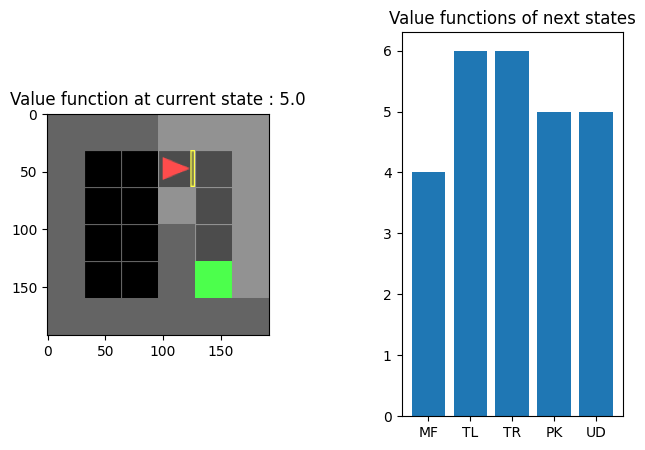 Value function at current state : 5.0
0
50
100
150
0
50
100
150
Value functions of next states
6
5
4
3
2
1
0
MF
TL
TR
PK
UD